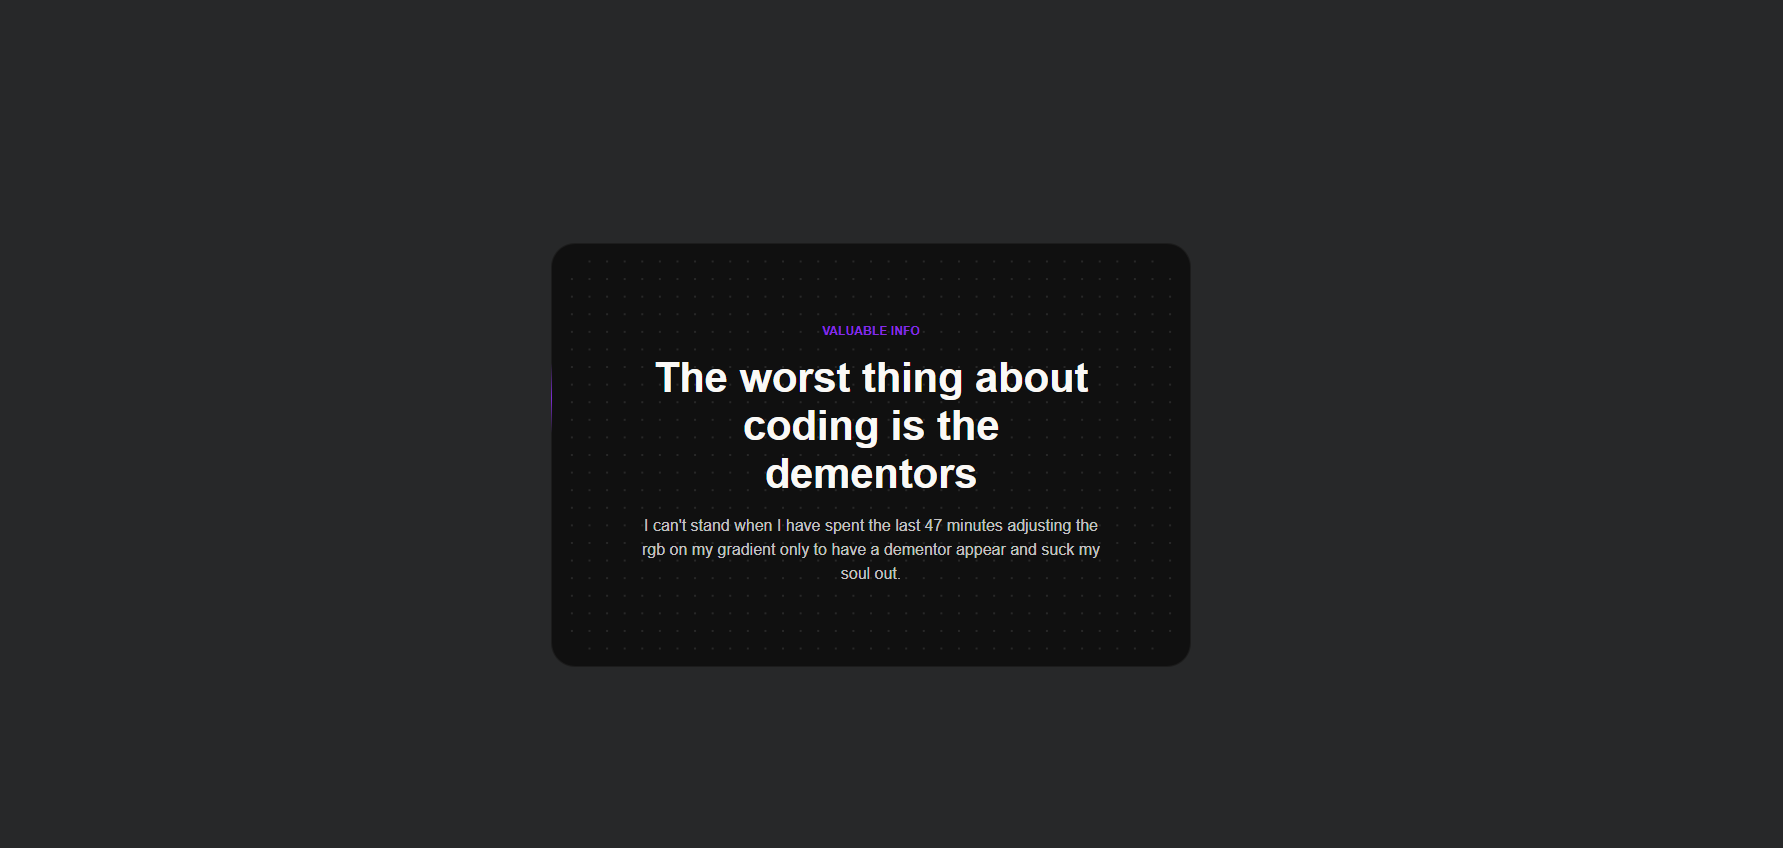 VALUABLE INFO
The worst thing about
coding is the
dementors
I can't stand when I have spent the last 47 minutes adjusting the
rgb on my gradient only to have a dementor appear and suck my
soul out.